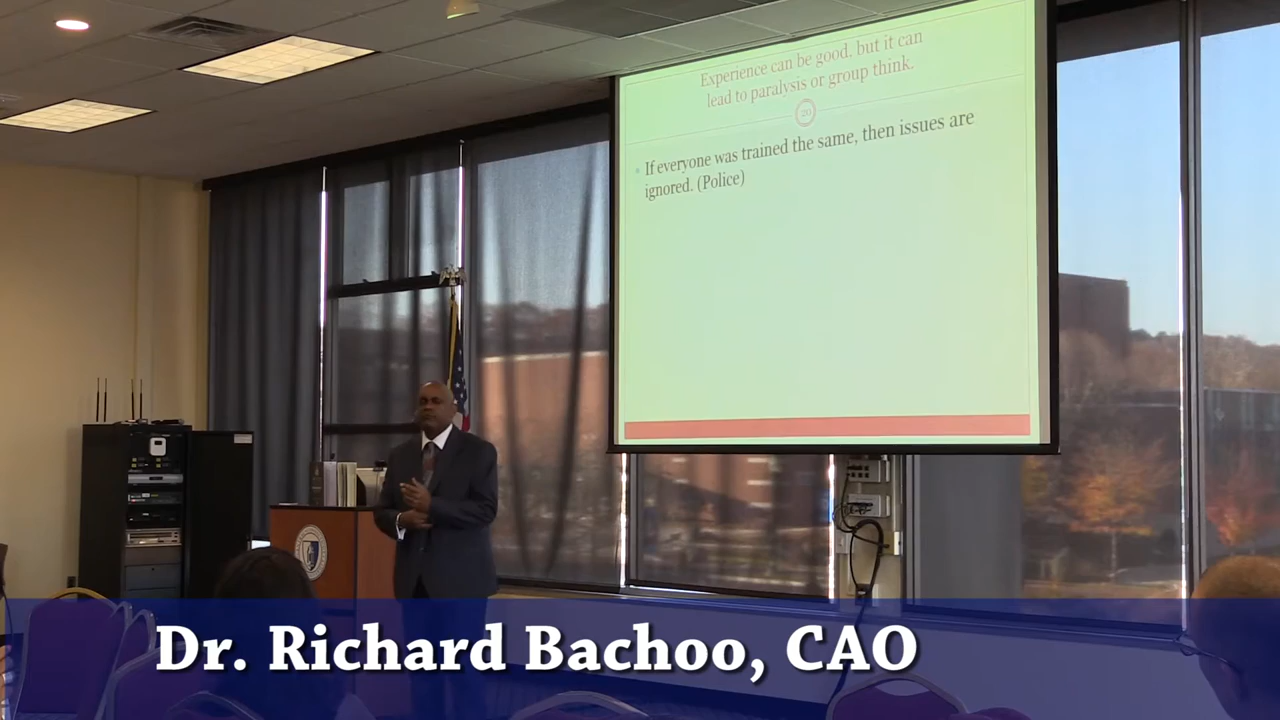 Experience can be good, but it can
lead to paralysis or group think.
20
If everyone was trained the same, then issues are
ignored. (Police)
Dr. Richard Bachoo, CAO